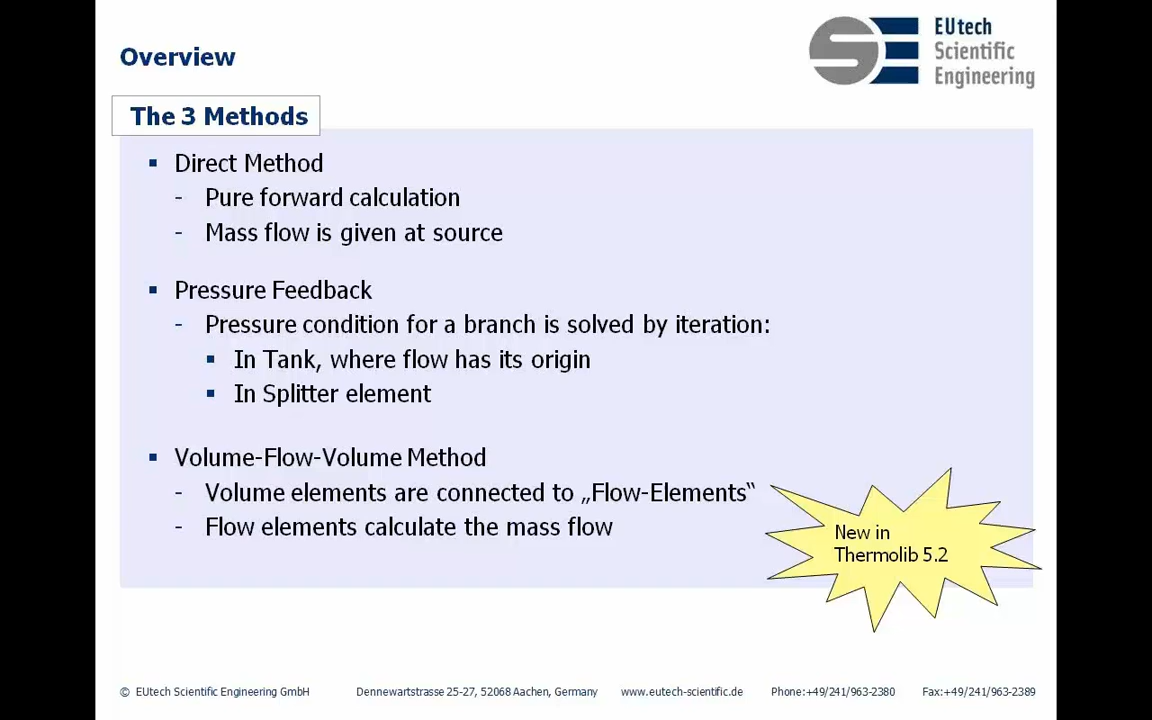 Overview
EUtech
Scientific
Engineering
The 3 Methods
▪ Direct Method
- Pure forward calculation
- Mass flow is given at source
▪ Pressure Feedback
- Pressure condition for a branch is solved by iteration:
▪ In Tank, where flow has its origin
▪ In Splitter element
▪ Volume-Flow-Volume Method
- Volume elements are connected to „Flow-Elements“
- Flow elements calculate the mass flow
New in
Thermolib 5.2
© EUtech Scientific Engineering GmbH Dennewartstrasse 25-27, 52068 Aachen, Germany www.eutech-scientific.de Phone:+49/241/963-2380 Fax:+49/241/963-2389